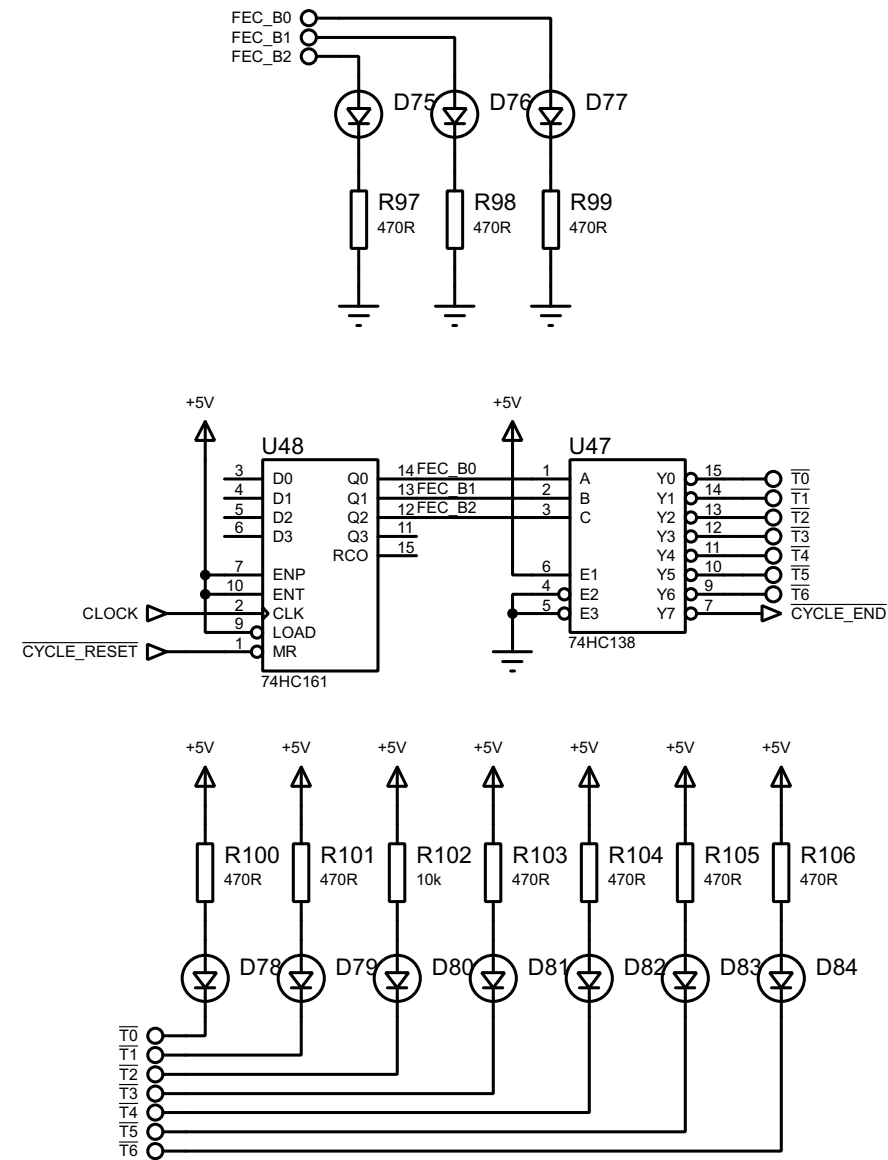 FEC_B0
FEC_B1
FEC_B2
D75 D76 D77
R97 R98 R99
470R 470R 470R
+5V +5V
U48 U47
3 D0 Q0 14 FEC_B0 1 A Y0 15 T0
4 D1 Q1 13 FEC_B1 2 B Y1 14 T1
5 D2 Q2 12 FEC_B2 3 C Y2 13 T2
6 D3 Q3 11 Y3 12 T3
RCO 15 Y4 11 T4
7 ENP 6 E1 Y5 10 T5
10 ENT 4 E2 Y6 9 T6
CLOCK 2 CLK 5 E3 Y7 7 CYCLE_END
9 LOAD
CYCLE_RESET 1 MR
74HC161 74HC138
+5V +5V +5V +5V +5V +5V +5V
R100 R101 R102 R103 R104 R105 R106
470R 470R 10k 470R 470R 470R 470R
D78 D79 D80 D81 D82 D83 D84
T0
T1
T2
T3
T4
T5
T6